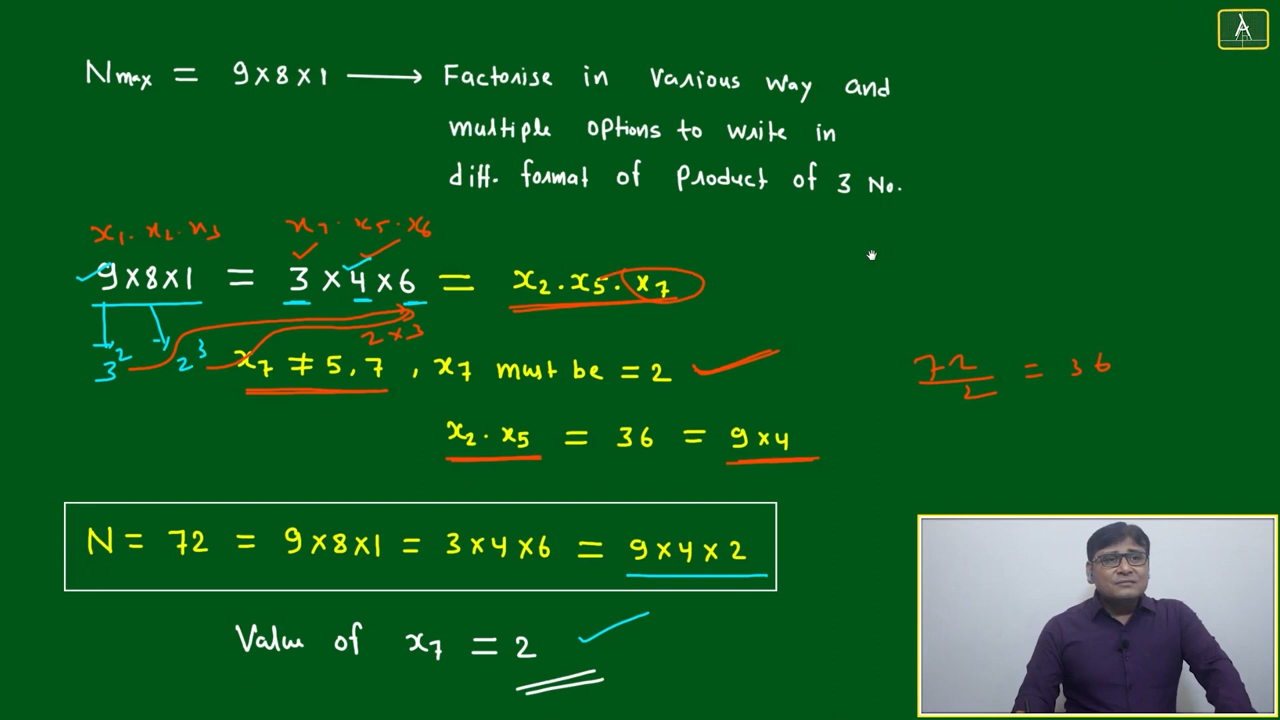 Nmax = 9×8×1 ⟶ Factorise in various way and
multiple options to write in
diff. format of Product of 3 No.
x₁. x₂. x₃
9×8×1 = 3×4×6 = x₂. x₅. x₇
2×3
3² 2³ x₇ ≠ 5, 7 , x₇ must be = 2
72/2 = 36
x₂. x₅ = 36 = 9×4
N = 72 = 9×8×1 = 3×4×6 = 9×4×2
Value of x₇ = 2